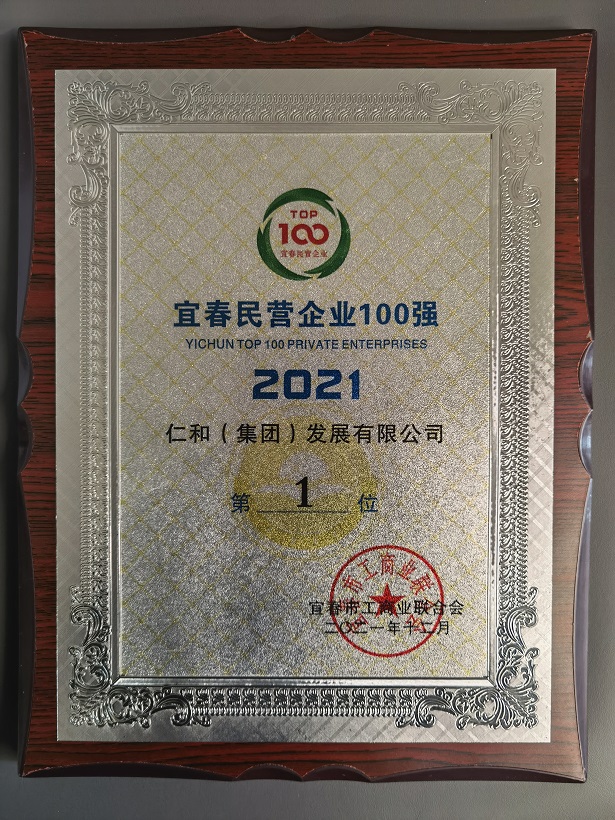 TOP
100
宜春民营企业
宜春民营企业100强
YICHUN TOP 100 PRIVATE ENTERPRISES
2021
仁和（集团）发展有限公司
第 1 位
宜春市工商业联合会
二〇二一年十二月